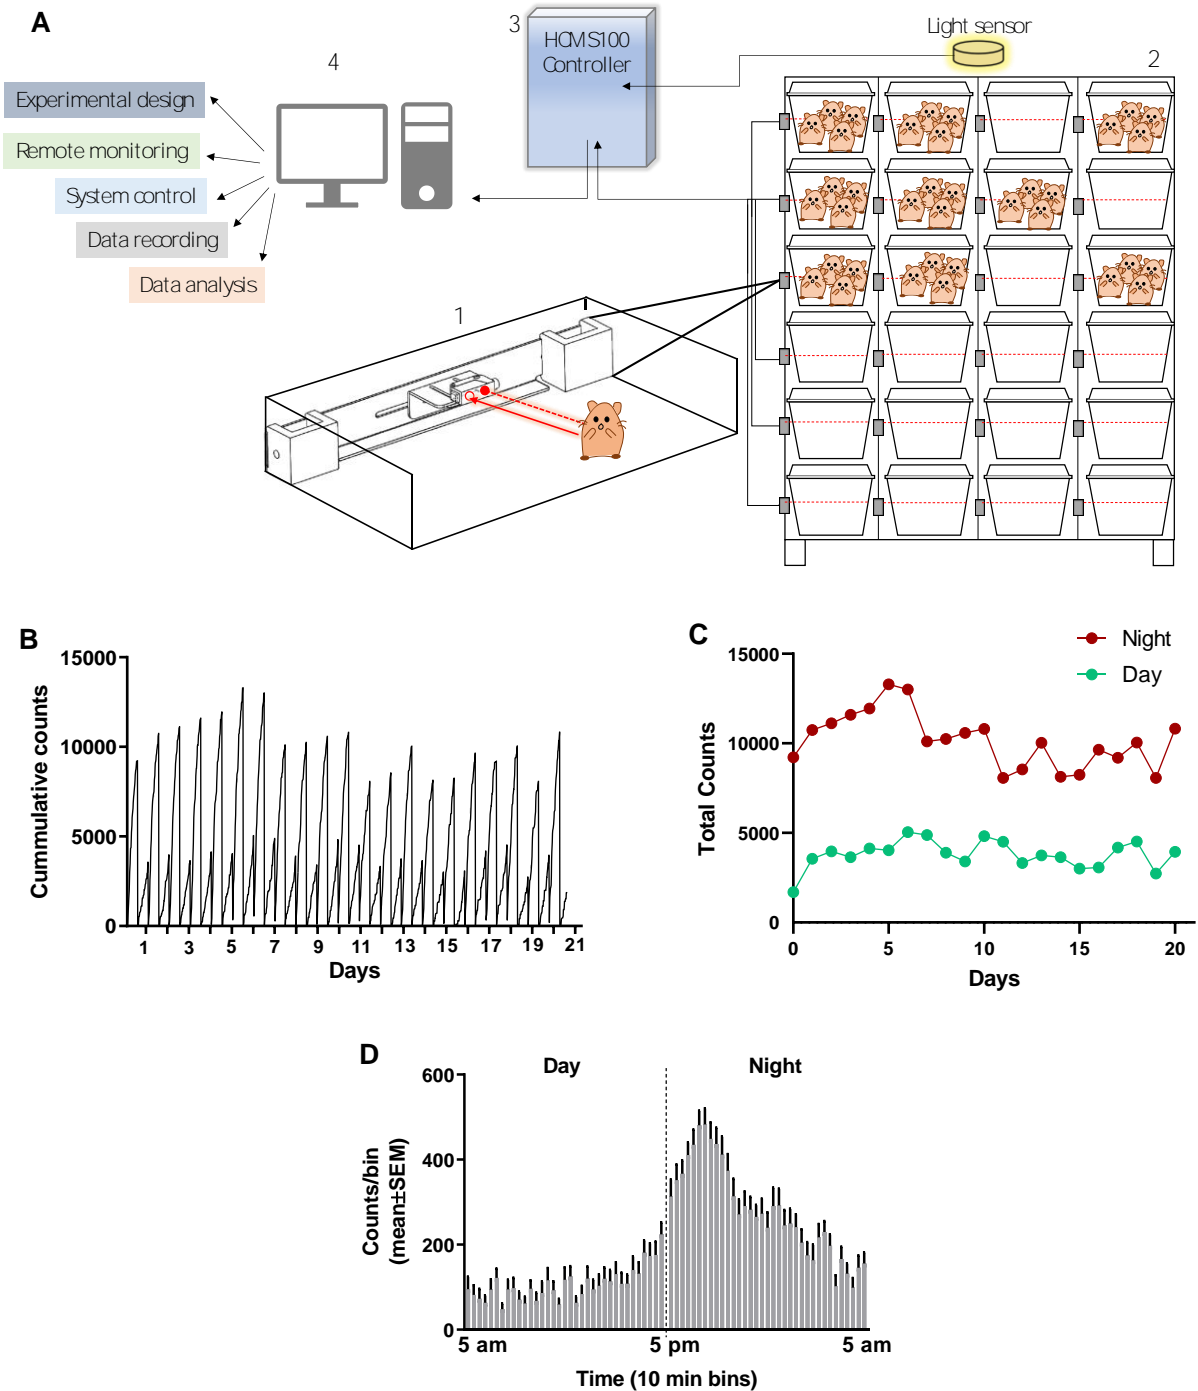 A
3
HCMS100
Controller
Light sensor
2
4
Experimental design
Remote monitoring
System control
Data recording
Data analysis
1
B
15000
10000
5000
0
Cummulative counts
1 3 5 7 9 11 13 15 17 19 21
Days
C
Night
Day
15000
10000
5000
0
Total Counts
0 5 10 15 20
Days
D
Day Night
600
400
200
0
Counts/bin
(mean±SEM)
5 am 5 pm 5 am
Time (10 min bins)